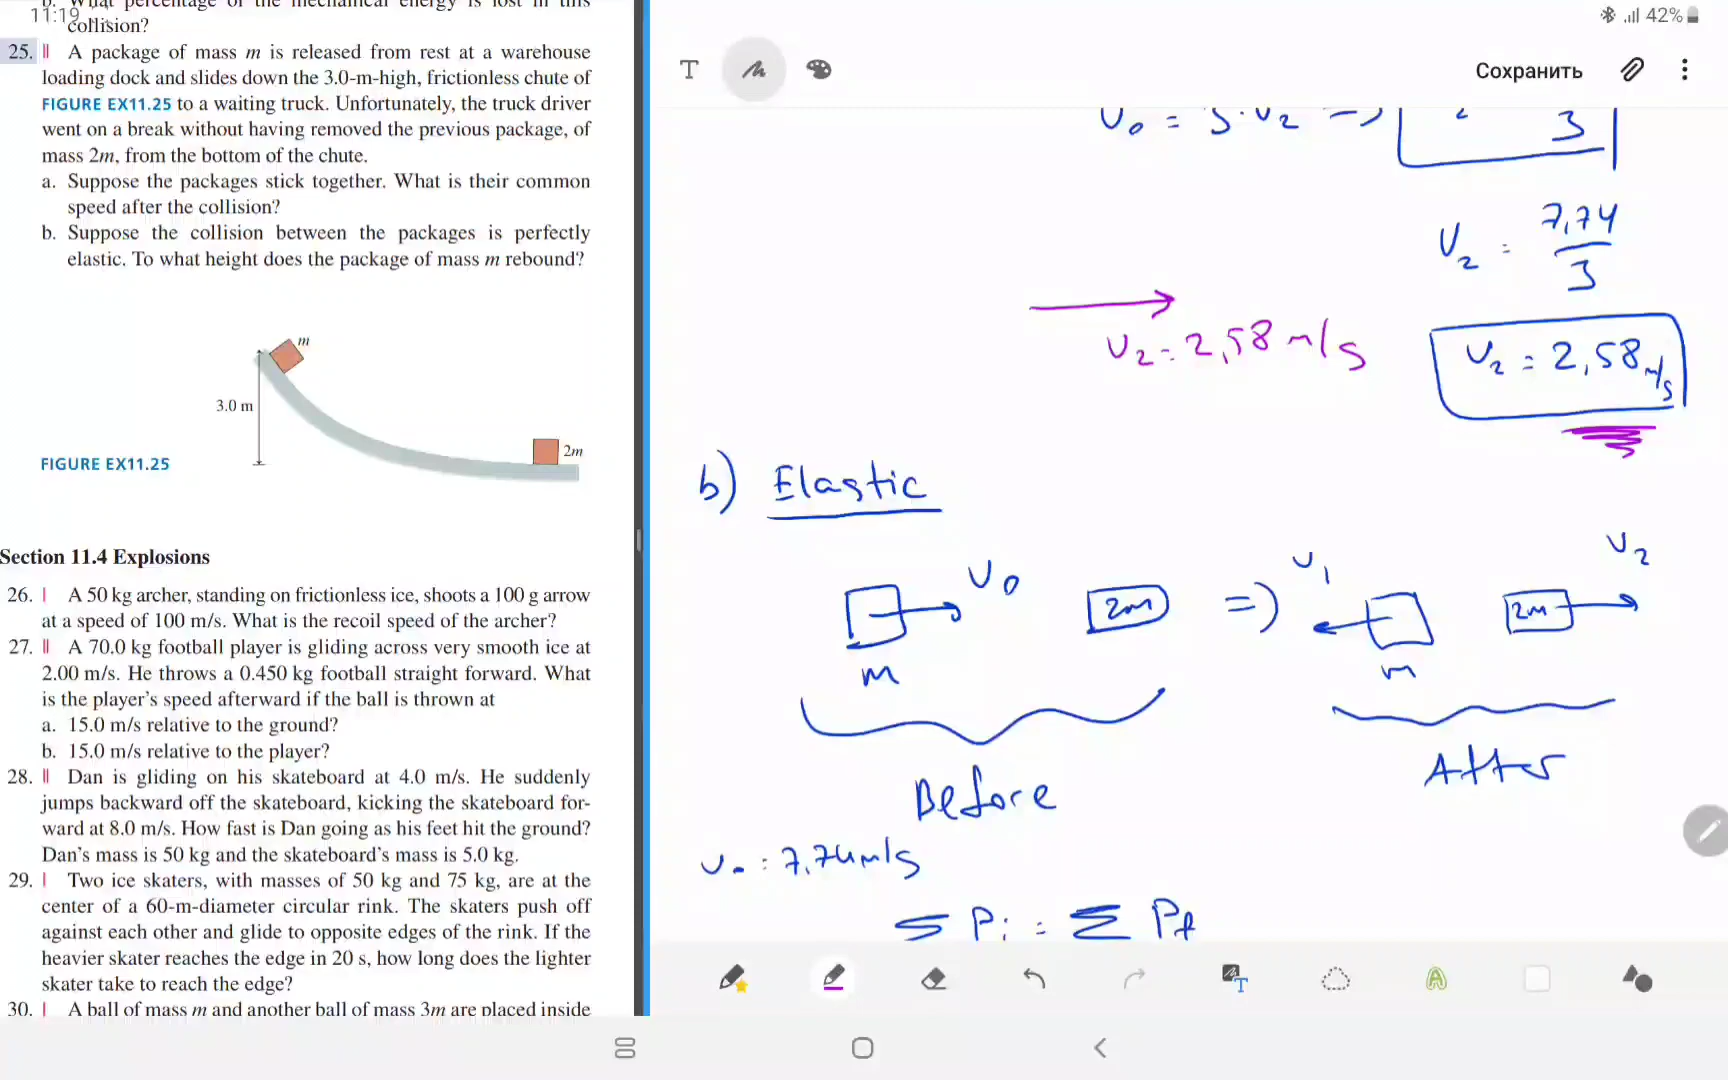 b. What percentage of the mechanical energy is lost in this
11:19
collision?
42%
25. || A package of mass m is released from rest at a warehouse
loading dock and slides down the 3.0-m-high, frictionless chute of
FIGURE EX11.25 to a waiting truck. Unfortunately, the truck driver
went on a break without having removed the previous package, of
mass 2m, from the bottom of the chute.
a. Suppose the packages stick together. What is their common
speed after the collision?
b. Suppose the collision between the packages is perfectly
elastic. To what height does the package of mass m rebound?
m
3.0 m
2m
FIGURE EX11.25
Section 11.4 Explosions
26. | A 50 kg archer, standing on frictionless ice, shoots a 100 g arrow
at a speed of 100 m/s. What is the recoil speed of the archer?
27. || A 70.0 kg football player is gliding across very smooth ice at
2.00 m/s. He throws a 0.450 kg football straight forward. What
is the player's speed afterward if the ball is thrown at
a. 15.0 m/s relative to the ground?
b. 15.0 m/s relative to the player?
28. || Dan is gliding on his skateboard at 4.0 m/s. He suddenly
jumps backward off the skateboard, kicking the skateboard for-
ward at 8.0 m/s. How fast is Dan going as his feet hit the ground?
Dan's mass is 50 kg and the skateboard's mass is 5.0 kg.
29. | Two ice skaters, with masses of 50 kg and 75 kg, are at the
center of a 60-m-diameter circular rink. The skaters push off
against each other and glide to opposite edges of the rink. If the
heavier skater reaches the edge in 20 s, how long does the lighter
skater take to reach the edge?
30. | A ball of mass m and another ball of mass 3m are placed inside
T
Сохранить
v₀ = 3·v₂ => 2 3
v₂ = 7,74
3
v₂ = 2,58 m/s
v₂ = 2,58 m/s
b) Elastic
v₀ 2m => v₁ 2m v₂
m m
Before After
v₀ = 7,74 m/s
Σ Pi = Σ Pf
T
A